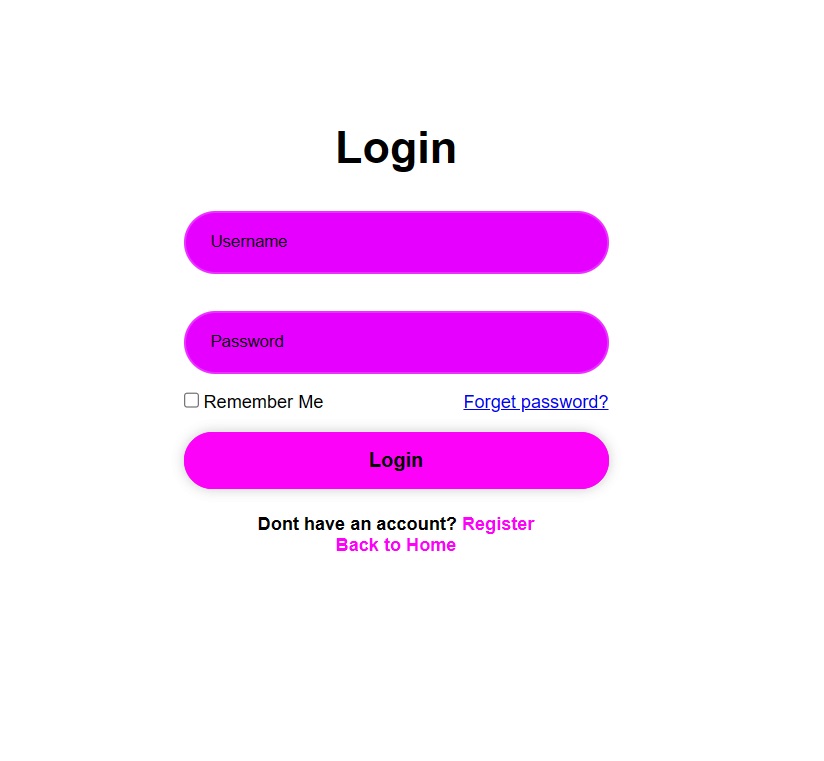 Login
Username
Password
Remember Me Forget password?
Login
Dont have an account? Register
Back to Home